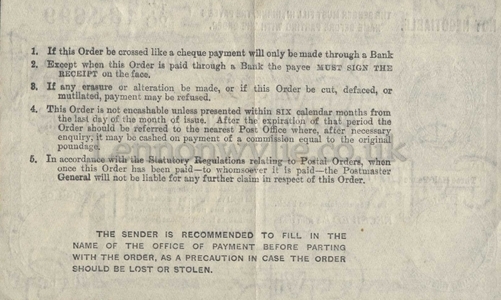 1. If this Order be crossed like a cheque payment will only be made through a Bank
2. Except when this Order is paid through a Bank the payee MUST SIGN THE
RECEIPT on the face.
3. If any erasure or alteration be made, or if this Order be cut, defaced, or
mutilated, payment may be refused.
4. This Order is not encashable unless presented within SIX calendar months from
the last day of the month of issue. After the expiration of that period the
Order should be referred to the nearest Post Office where, after necessary
enquiry, it may be cashed on payment of a commission equal to the original
poundage.
5. In accordance with the Statutory Regulations relating to Postal Orders, when
once this Order has been paid—to whomsoever it is paid—the Postmaster
General will not be liable for any further claim in respect of this Order.
THE SENDER IS RECOMMENDED TO FILL IN THE
NAME OF THE OFFICE OF PAYMENT BEFORE PARTING
WITH THE ORDER, AS A PRECAUTION IN CASE THE ORDER
SHOULD BE LOST OR STOLEN.